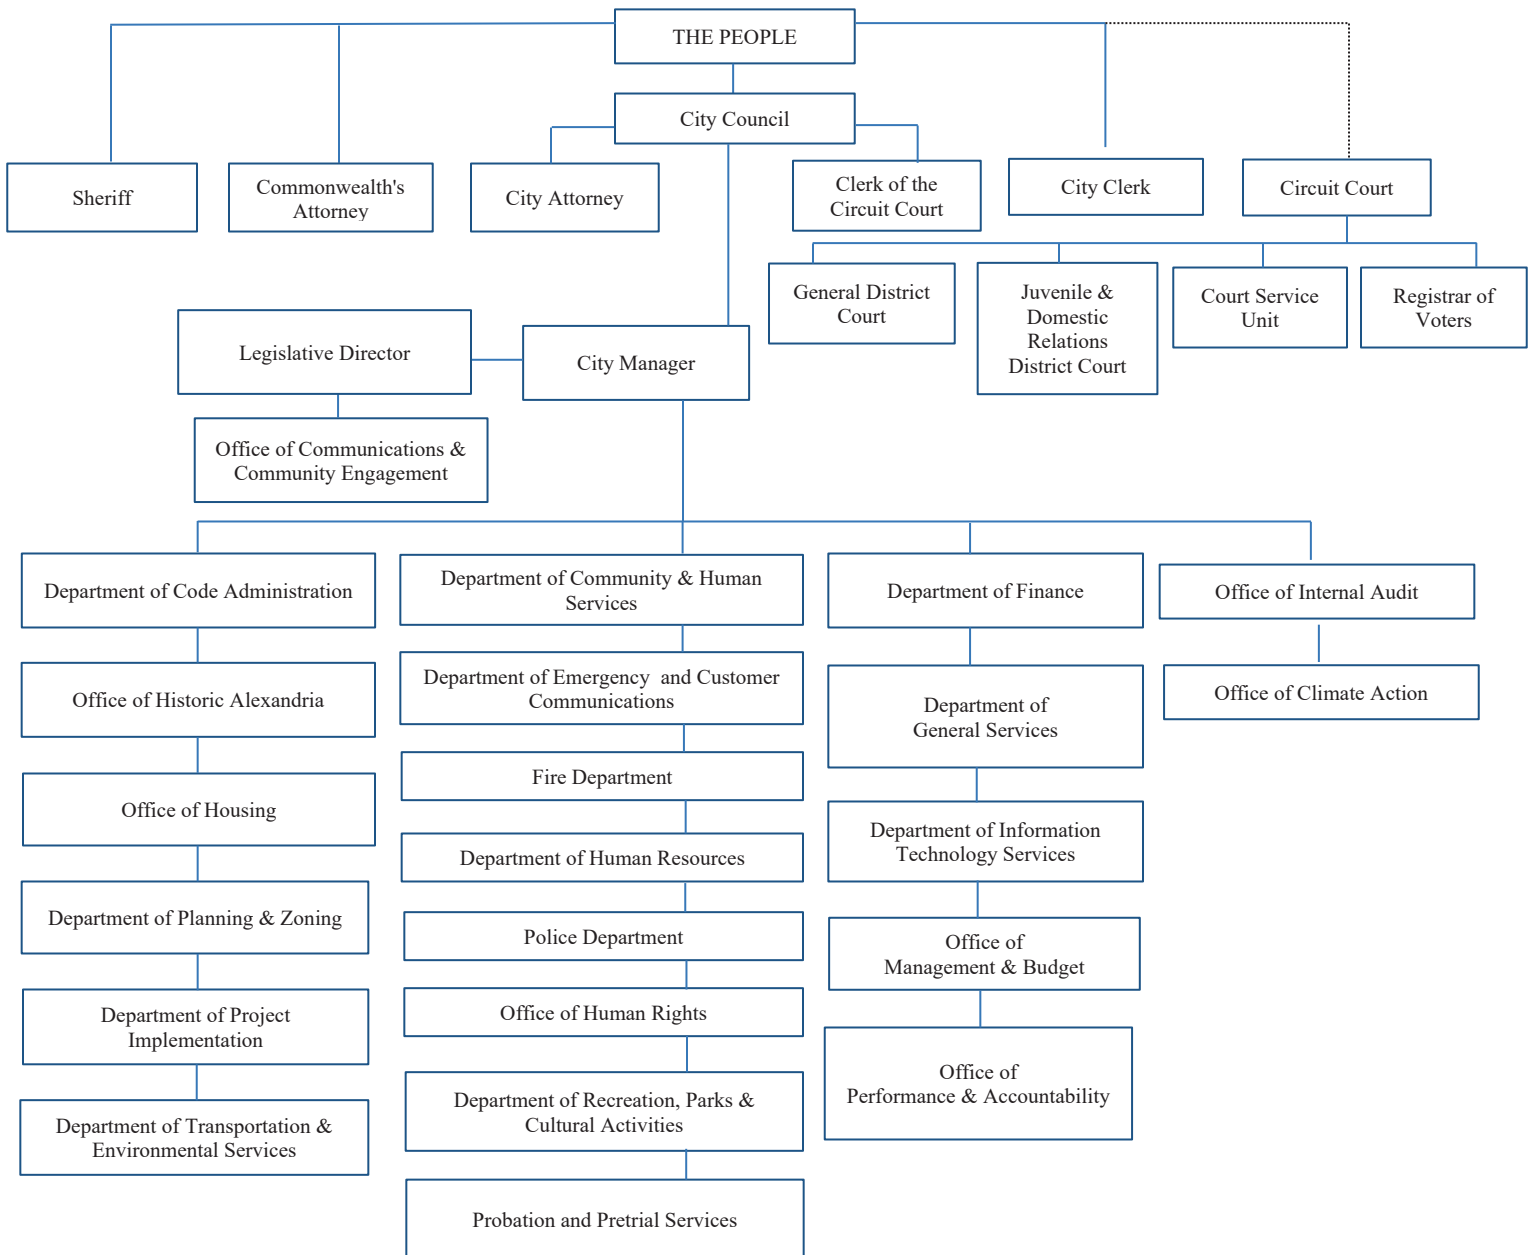 THE PEOPLE
City Council
Sheriff
Commonwealth's
Attorney
City Attorney
Clerk of the
Circuit Court
City Clerk
Circuit Court
General District
Court
Juvenile &
Domestic
Relations
District Court
Court Service
Unit
Registrar of
Voters
Legislative Director
City Manager
Office of Communications &
Community Engagement
Department of Code Administration
Office of Historic Alexandria
Office of Housing
Department of Planning & Zoning
Department of Project
Implementation
Department of Transportation &
Environmental Services
Department of Community & Human
Services
Department of Emergency  and Customer
Communications
Fire Department
Department of Human Resources
Police Department
Office of Human Rights
Department of Recreation, Parks &
Cultural Activities
Probation and Pretrial Services
Department of Finance
Department of
General Services
Department of Information
Technology Services
Office of
Management & Budget
Office of
Performance & Accountability
Office of Internal Audit
Office of Climate Action